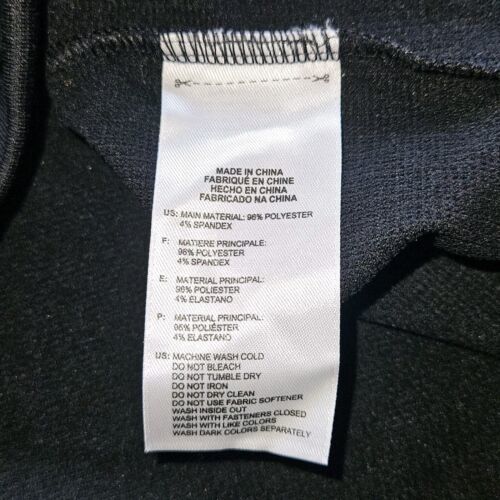 MADE IN CHINA
FABRIQUÉ EN CHINE
HECHO EN CHINA
FABRICADO NA CHINA
US: MAIN MATERIAL: 96% POLYESTER
4% SPANDEX
F: MATIERE PRINCIPALE:
96% POLYESTER
4% SPANDEX
E: MATERIAL PRINCIPAL:
96% POLIESTER
4% ELASTANO
P: MATERIAL PRINCIPAL:
96% POLIÉSTER
4% ELASTANO
US: MACHINE WASH COLD
DO NOT BLEACH
DO NOT TUMBLE DRY
DO NOT IRON
DO NOT DRY CLEAN
DO NOT USE FABRIC SOFTENER
WASH INSIDE OUT
WASH WITH FASTENERS CLOSED
WASH WITH LIKE COLORS
WASH DARK COLORS SEPARATELY